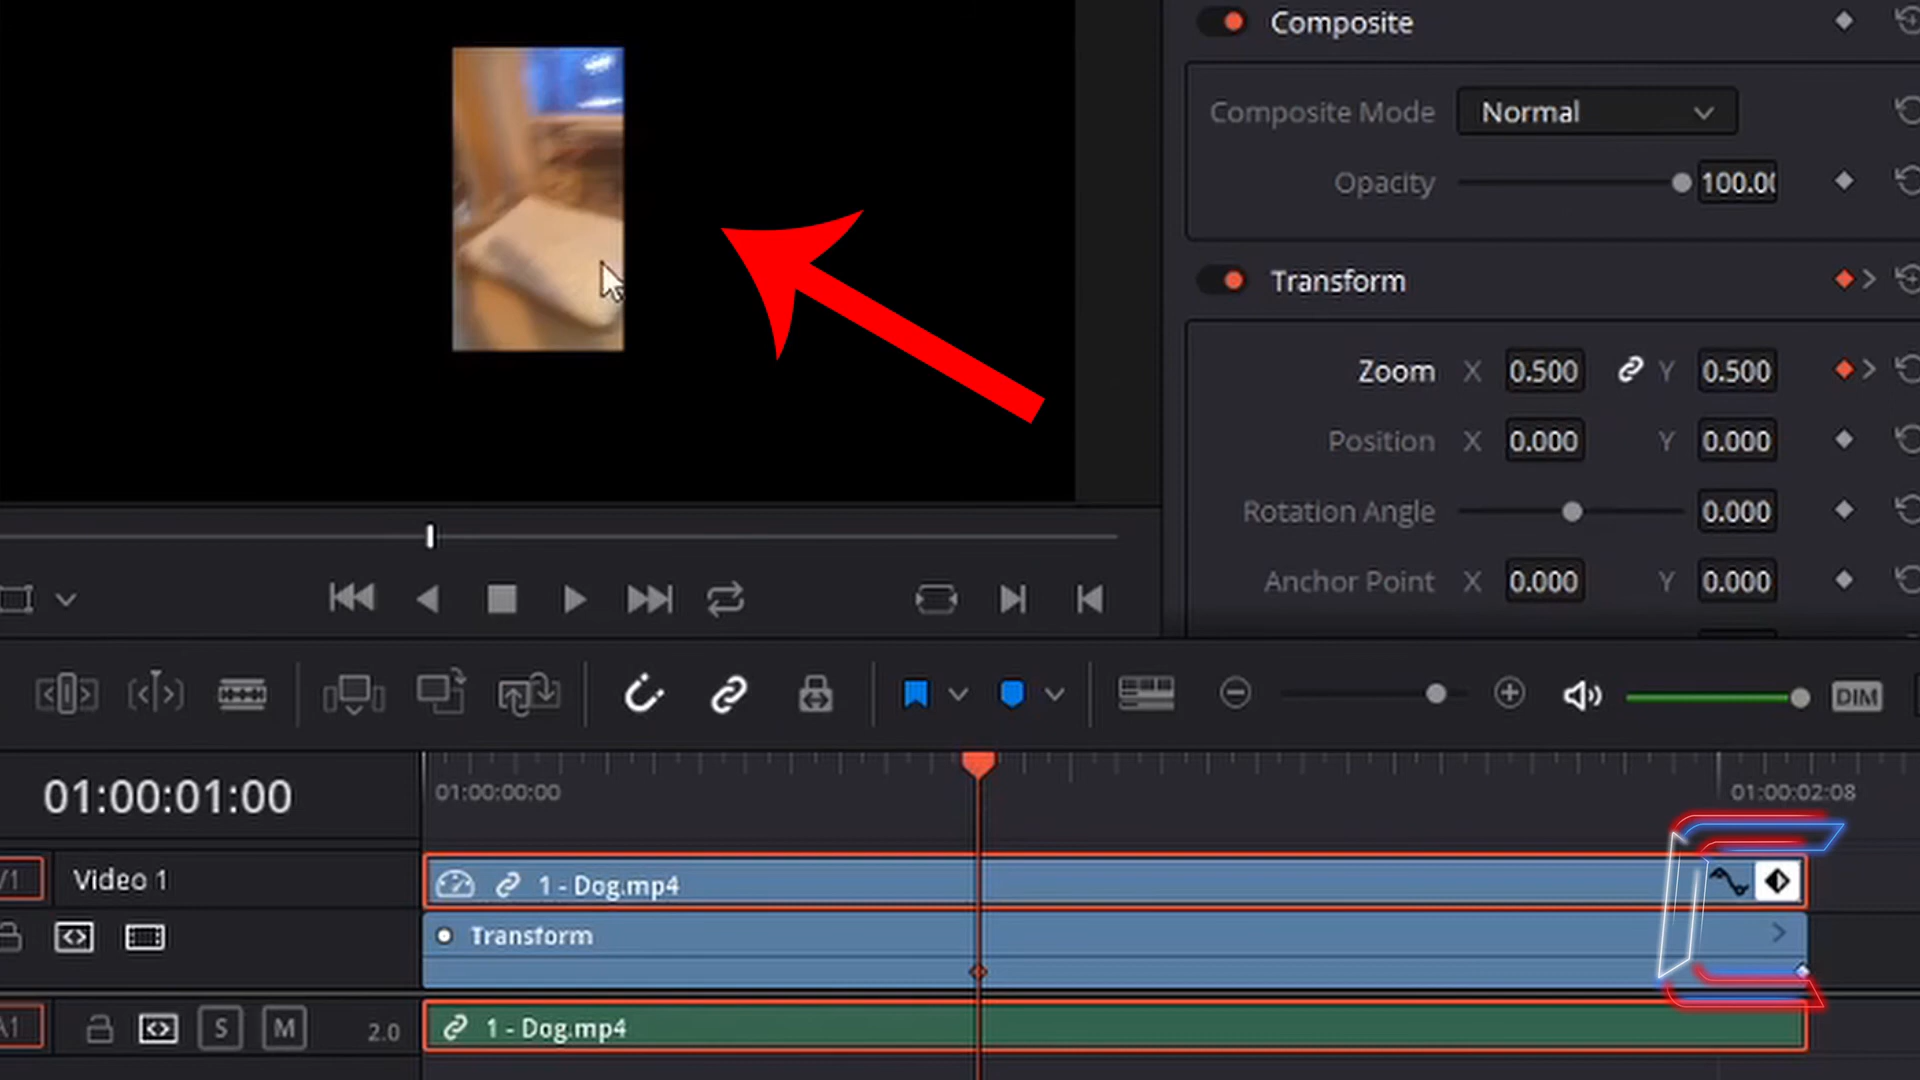 Composite
Composite Mode Normal
Opacity 100.00
Transform
Zoom X 0.500 Y 0.500
Position X 0.000 Y 0.000
Rotation Angle 0.000
Anchor Point X 0.000 Y 0.000
DIM
01:00:01:00
01:00:00:00
01:00:02:08
V1
Video 1
1 - Dog.mp4
Transform
A1
S M 2.0
1 - Dog.mp4